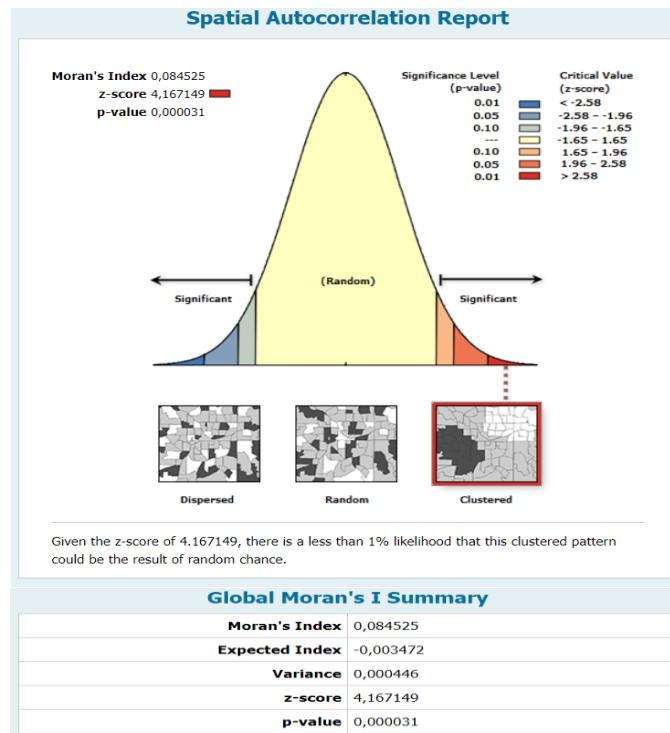 Spatial Autocorrelation Report
Moran's Index 0,084525
z-score 4,167149
p-value 0,000031
Significance Level (p-value) Critical Value (z-score)
0.01 < -2.58
0.05 -2.58 – -1.96
0.10 -1.96 – -1.65
--- -1.65 – 1.65
0.10 1.65 – 1.96
0.05 1.96 – 2.58
0.01 > 2.58
(Random)
Significant Significant
Dispersed Random Clustered
Given the z-score of 4.167149, there is a less than 1% likelihood that this clustered pattern
could be the result of random chance.
Global Moran's I Summary
Moran's Index 0,084525
Expected Index -0,003472
Variance 0,000446
z-score 4,167149
p-value 0,000031